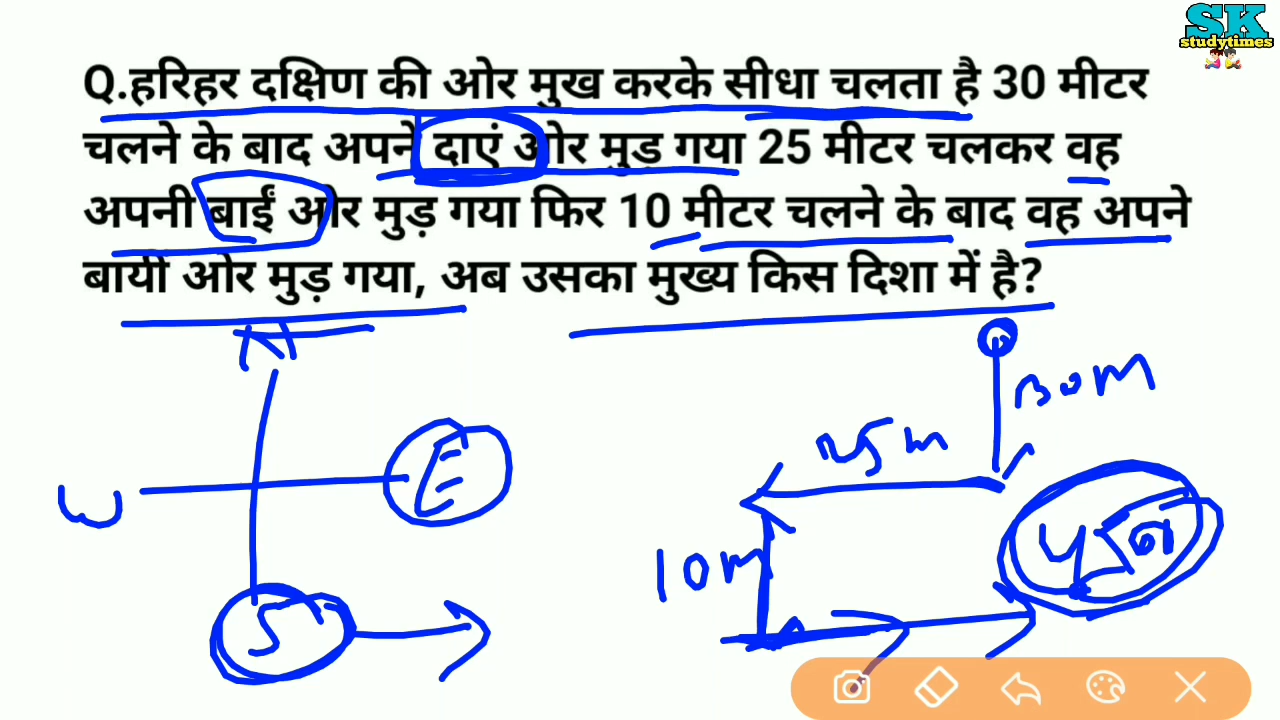 SK
studytimes
Q.हरिहर दक्षिण की ओर मुख करके सीधा चलता है 30 मीटर
चलने के बाद अपने दाएं ओर मुड गया 25 मीटर चलकर वह
अपनी बाईं ओर मुड़ गया फिर 10 मीटर चलने के बाद वह अपने
बायी ओर मुड़ गया, अब उसका मुख्य किस दिशा में है?
N
30M
W
E
25m
10m
S